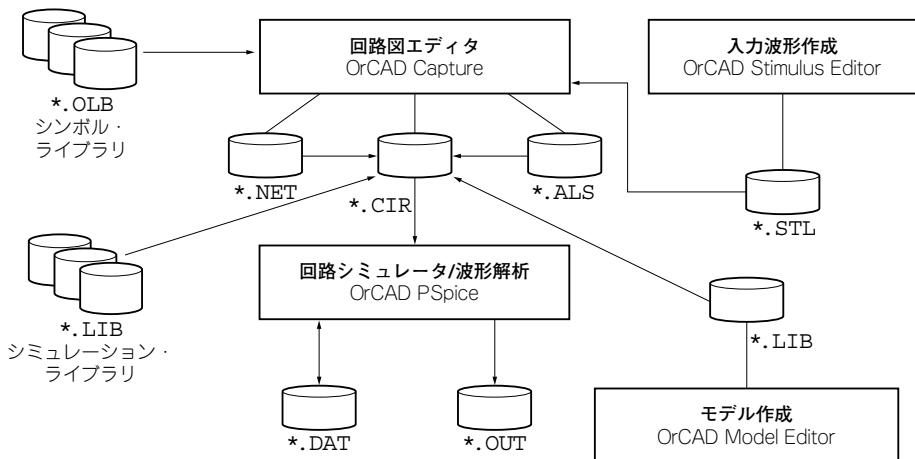 回路図エディタ
OrCAD Capture
入力波形作成
OrCAD Stimulus Editor
*.OLB
シンボル・
ライブラリ
*.NET
*.CIR
*.ALS
*.STL
回路シミュレータ/波形解析
OrCAD PSpice
*.LIB
シミュレーション・
ライブラリ
*.LIB
*.DAT
*.OUT
モデル作成
OrCAD Model Editor